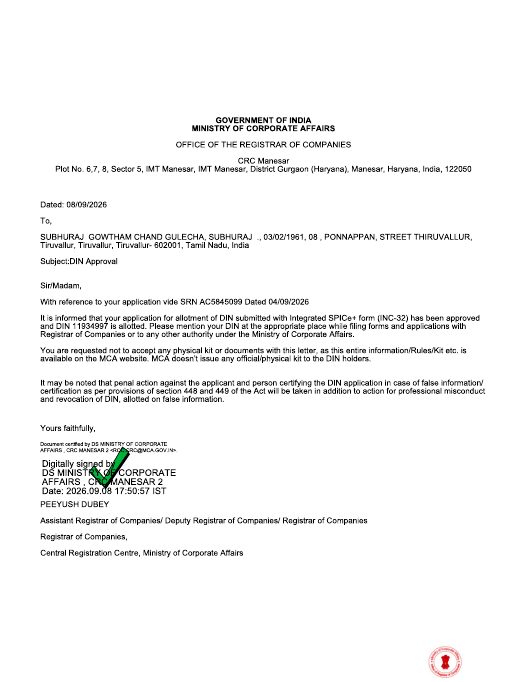 GOVERNMENT OF INDIA
MINISTRY OF CORPORATE AFFAIRS
OFFICE OF THE REGISTRAR OF COMPANIES
CRC Manesar
Plot No. 6,7, 8, Sector 5, IMT Manesar, IMT Manesar, District Gurgaon (Haryana), Manesar, Haryana, India, 122050
Dated: 08/09/2026
To,
SUBHURAJ GOWTHAM CHAND GULECHA, SUBHURAJ ., 03/02/1961, 08 , PONNAPPAN, STREET THIRUVALLUR,
Tiruvallur, Tiruvallur, Tiruvallur- 602001, Tamil Nadu, India
Subject:DIN Approval
Sir/Madam,
With reference to your application vide SRN AC5845099 Dated 04/09/2026
It is informed that your application for allotment of DIN submitted with Integrated SPICe+ form (INC-32) has been approved
and DIN 11934997 is allotted. Please mention your DIN at the appropriate place while filing forms and applications with
Registrar of Companies or to any other authority under the Ministry of Corporate Affairs.
You are requested not to accept any physical kit or documents with this letter, as this entire information/Rules/Kit etc. is
available on the MCA website. MCA doesn't issue any official/physical kit to the DIN holders.
It may be noted that penal action against the applicant and person certifying the DIN application in case of false information/
certification as per provisions of section 448 and 449 of the Act will be taken in addition to action for professional misconduct
and revocation of DIN, allotted on false information.
Yours faithfully,
Document certified by DS MINISTRY OF CORPORATE
AFFAIRS , CRC MANESAR 2 <ROC.CRC@MCA.GOV.IN>.
Digitally signed by
DS MINISTRY OF CORPORATE
AFFAIRS , CRC MANESAR 2
Date: 2026.09.08 17:50:57 IST
PEEYUSH DUBEY
Assistant Registrar of Companies/ Deputy Registrar of Companies/ Registrar of Companies
Registrar of Companies,
Central Registration Centre, Ministry of Corporate Affairs